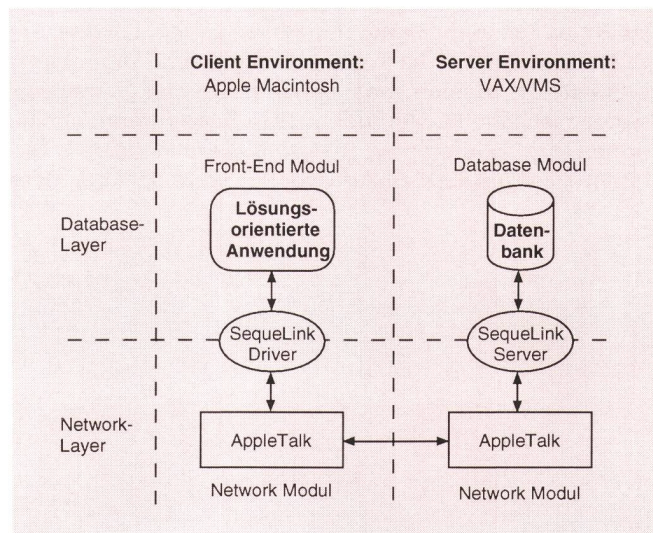 Client Environment:
Apple Macintosh
Server Environment:
VAX/VMS
Front-End Modul
Database Modul
Database-
Layer
Lösungs-
orientierte
Anwendung
Daten-
bank
SequeLink
Driver
SequeLink
Server
Network-
Layer
AppleTalk
AppleTalk
Network Modul
Network Modul